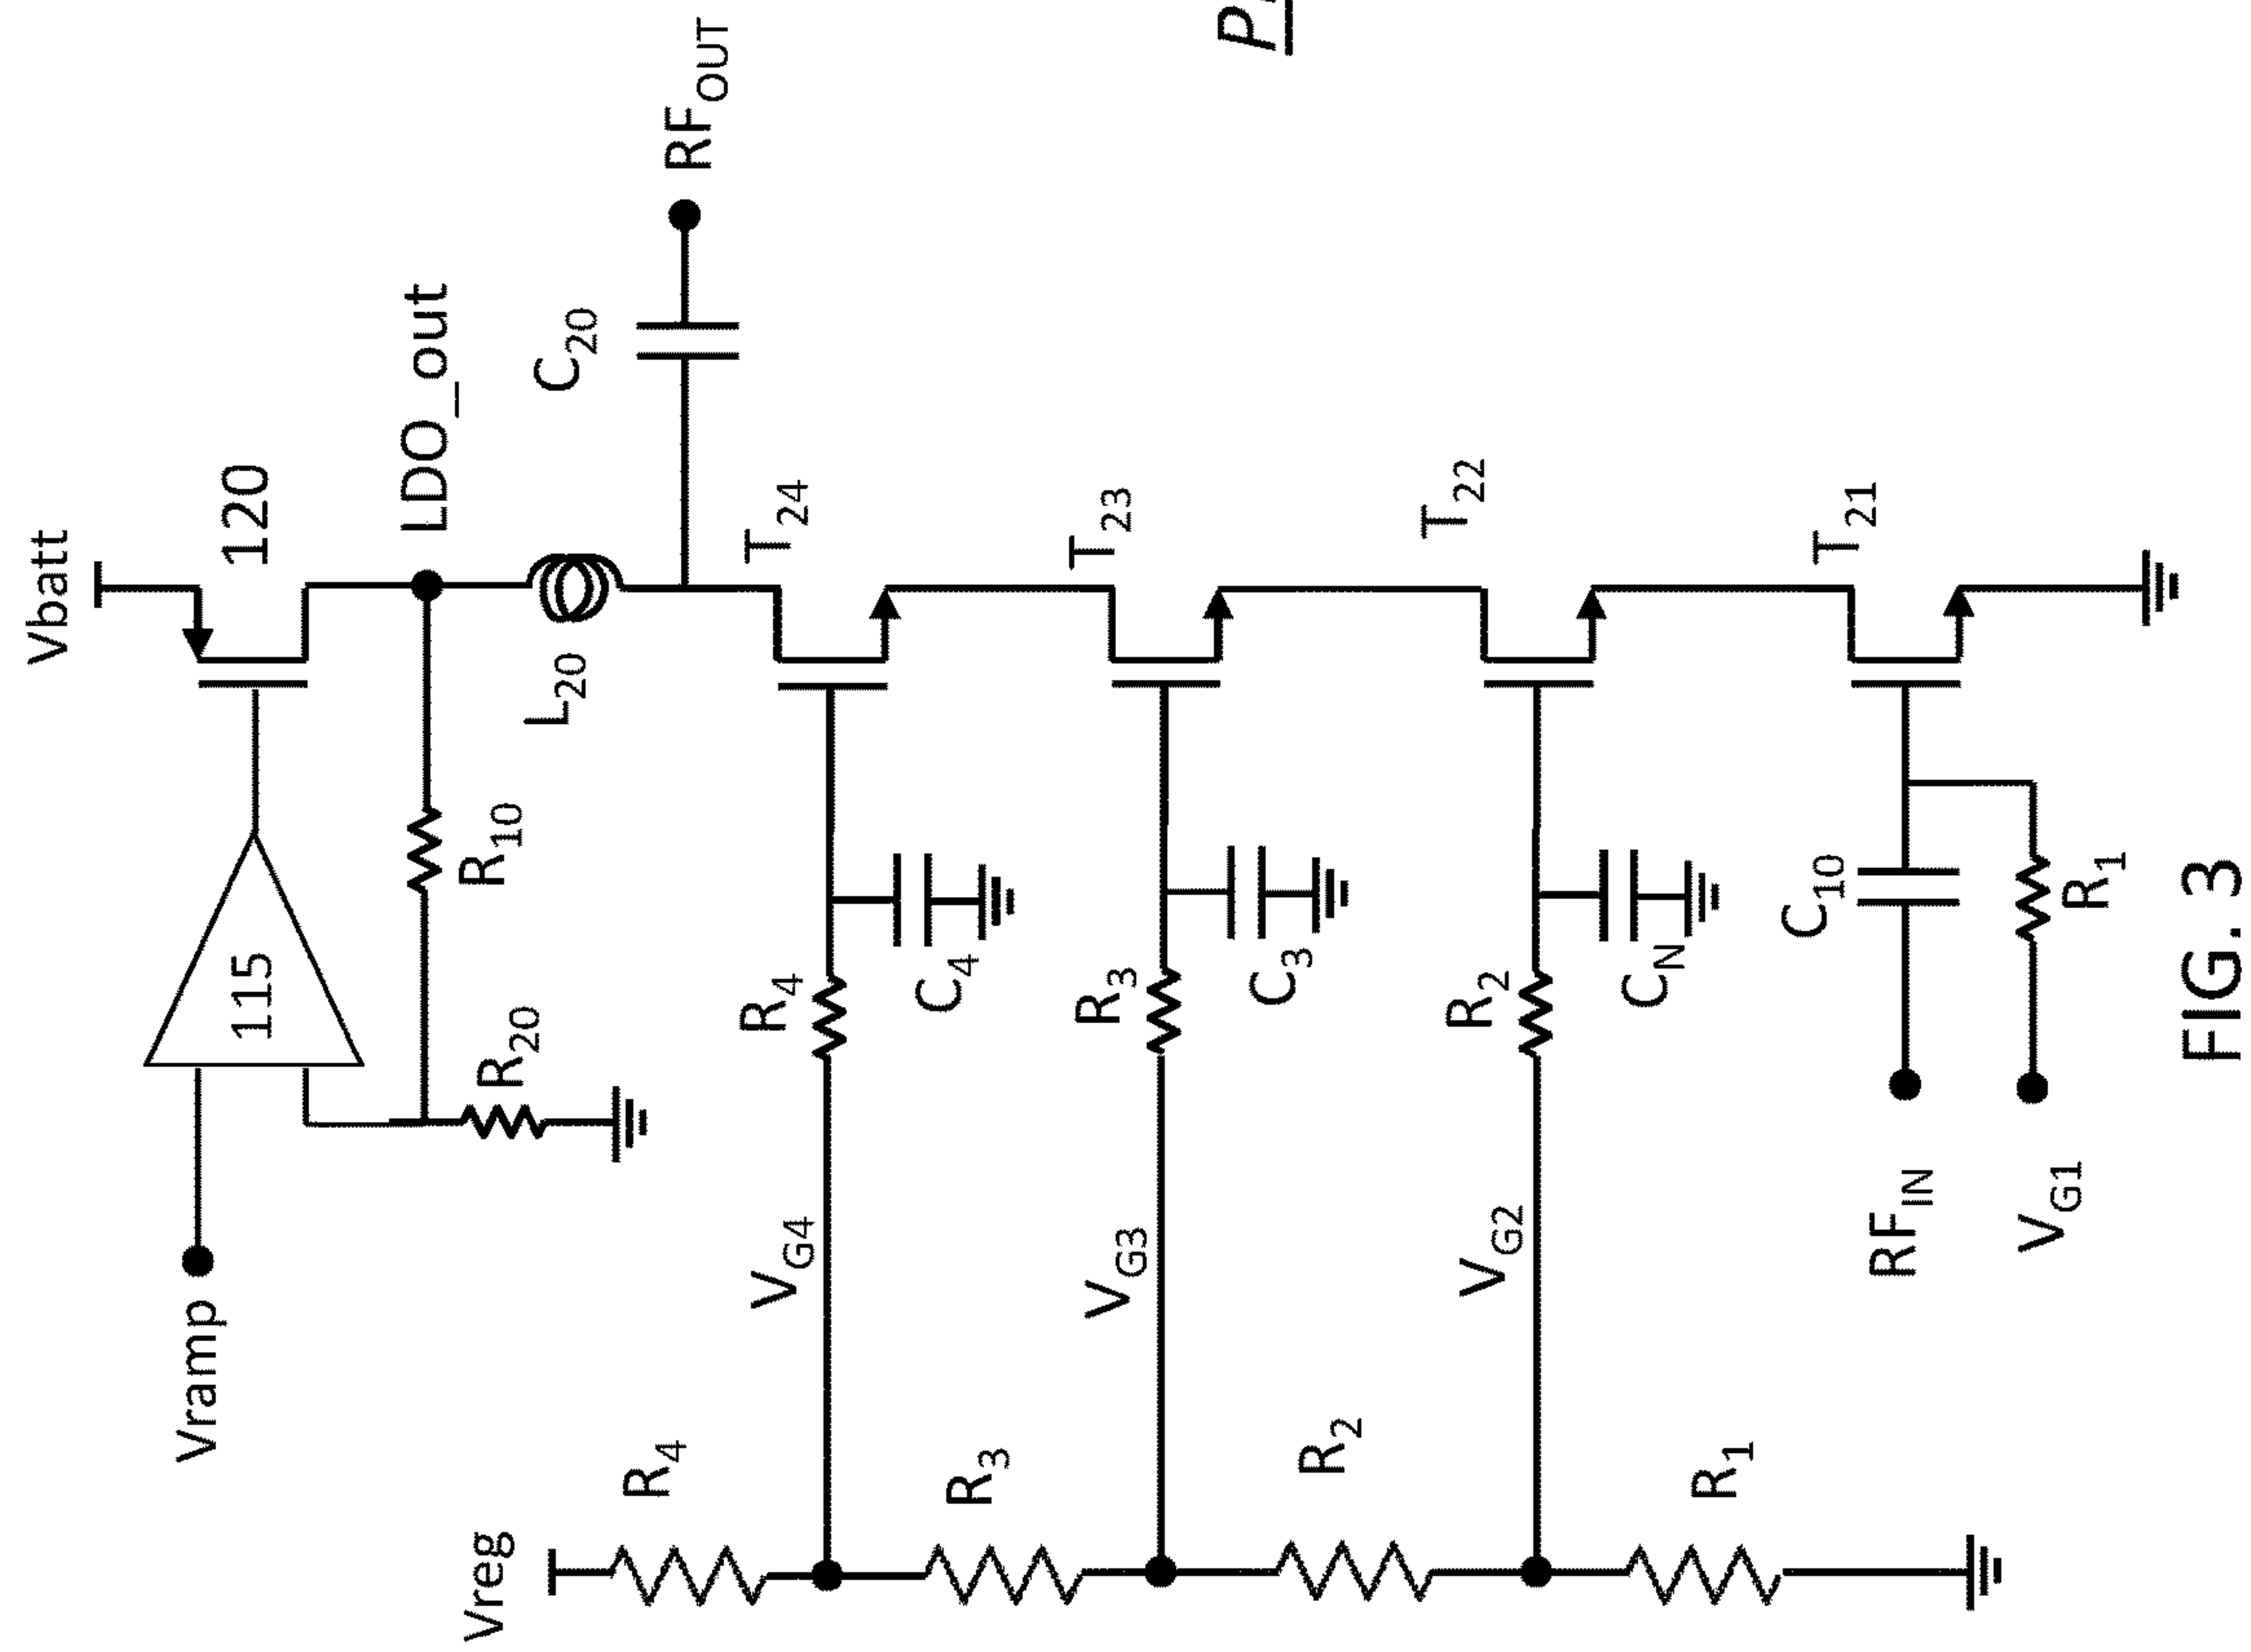 Vbatt
120
Vramp
115
LDO_out
R10
R20
L20
C20
RFOUT
Vreg
R4
VG4
R4
C4
T24
R3
VG3
R3
C3
T23
R2
VG2
R2
CN
T22
R1
RFIN
C10
T21
VG1
R1
FIG. 3